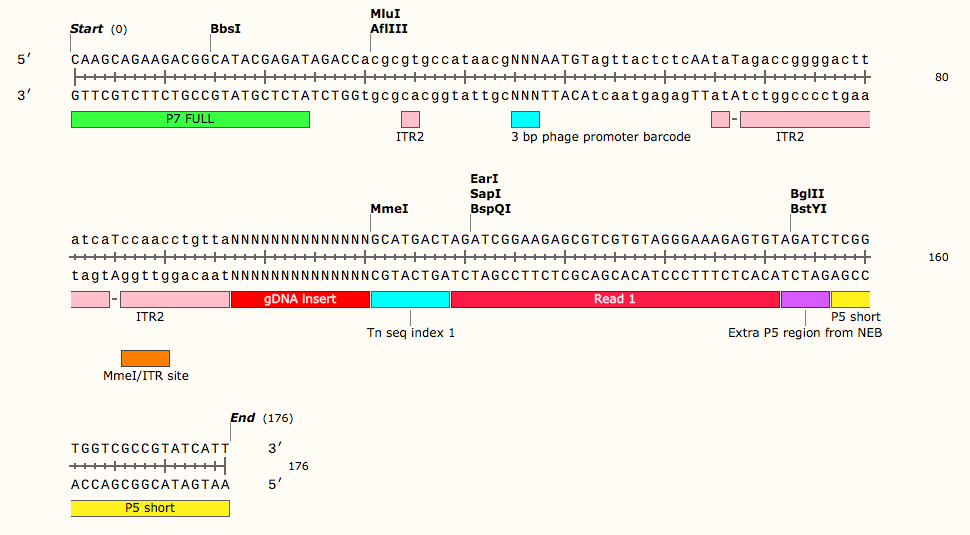 MluI
Start (0) BbsI AflIII
5′ CAAGCAGAAGACGGCATACGAGATAGACCacgcgtgccataacgNNNAATGTagttactctcAAtaTagaccggggactt
80
3′ GTTCGTCTTCTGCCGTATGCTCTATCTGGtgcgcacggtattgcNNNTTACAtcaatgagagTTatAtctggcccctgaa
P7 FULL
ITR2 3 bp phage promoter barcode ITR2
EarI
SapI BglII
MmeI BspQI BstYI
atcaTccaacctgttaNNNNNNNNNNNNNNGCATGACTAGATCGGAAGAGCGTCGTGTAGGGAAAGAGTGTAGATCTCGG
160
tagtAggttggacaatNNNNNNNNNNNNNNCGTACTGATCTAGCCTTCTCGCAGCACATCCCTTTCTCACATCTAGAGCC
gDNA insert Read 1
ITR2 P5 short
Tn seq index 1 Extra P5 region from NEB
MmeI/ITR site
End (176)
TGGTCGCCGTATCATT 3′
176
ACCAGCGGCATAGTAA 5′
P5 short